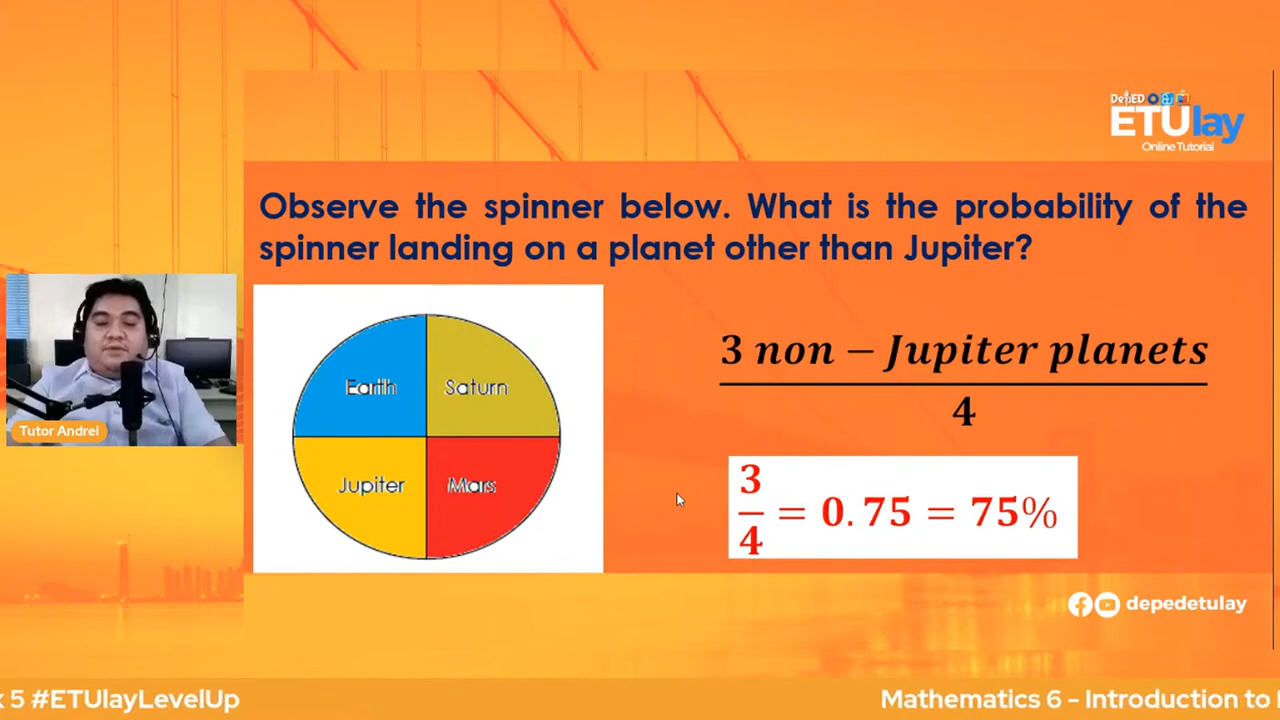 DepED
ETUlay
Online Tutorial
Observe the spinner below. What is the probability of the
spinner landing on a planet other than Jupiter?
Earth
Saturn
Jupiter
Mars
3 non − Jupiter planets
4
3
4
= 0.75 = 75%
Tutor Andrei
depedetulay
5 #ETUlayLevelUp
Mathematics 6 - Introduction to